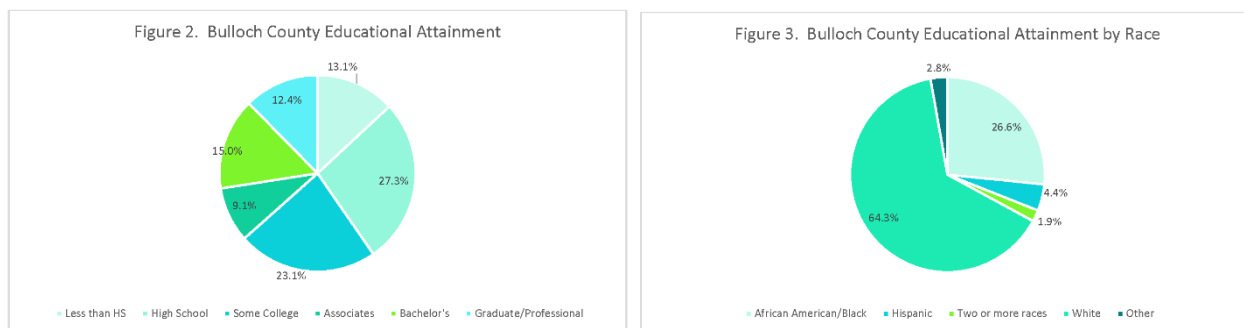 Figure 2. Bulloch County Educational Attainment
13.1%
12.4%
15.0%
27.3%
9.1%
23.1%
Less than HS High School Some College Associates Bachelor's Graduate/Professional
Figure 3. Bulloch County Educational Attainment by Race
2.8%
26.6%
4.4%
64.3%
1.9%
African American/Black Hispanic Two or more races White Other